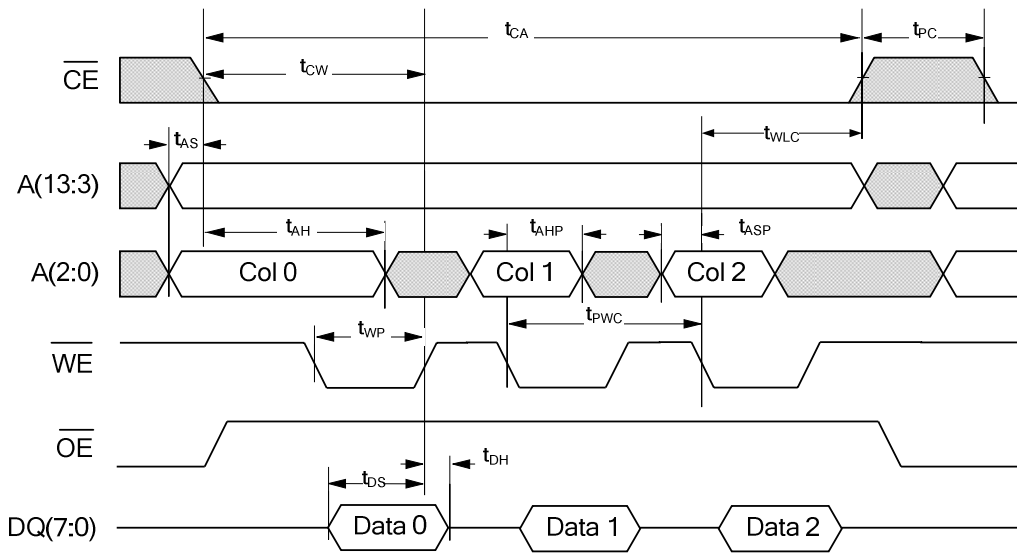 tCA
tPC
tCW
CE
tWLC
tAS
A(13:3)
tAH
tAHP
tASP
A(2:0)
Col 0
Col 1
Col 2
tWP
tPWC
WE
OE
tDS
tDH
DQ(7:0)
Data 0
Data 1
Data 2